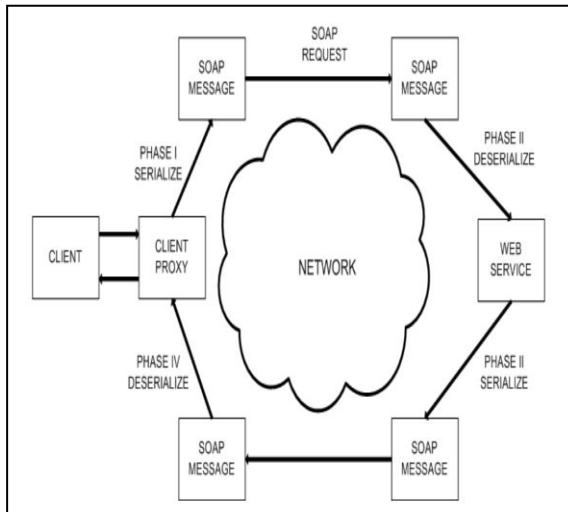 SOAP
REQUEST
SOAP
MESSAGE
SOAP
MESSAGE
PHASE I
SERIALIZE
PHASE II
DESERIALIZE
CLIENT
CLIENT
PROXY
NETWORK
WEB
SERVICE
PHASE IV
DESERIALIZE
PHASE II
SERIALIZE
SOAP
MESSAGE
SOAP
MESSAGE